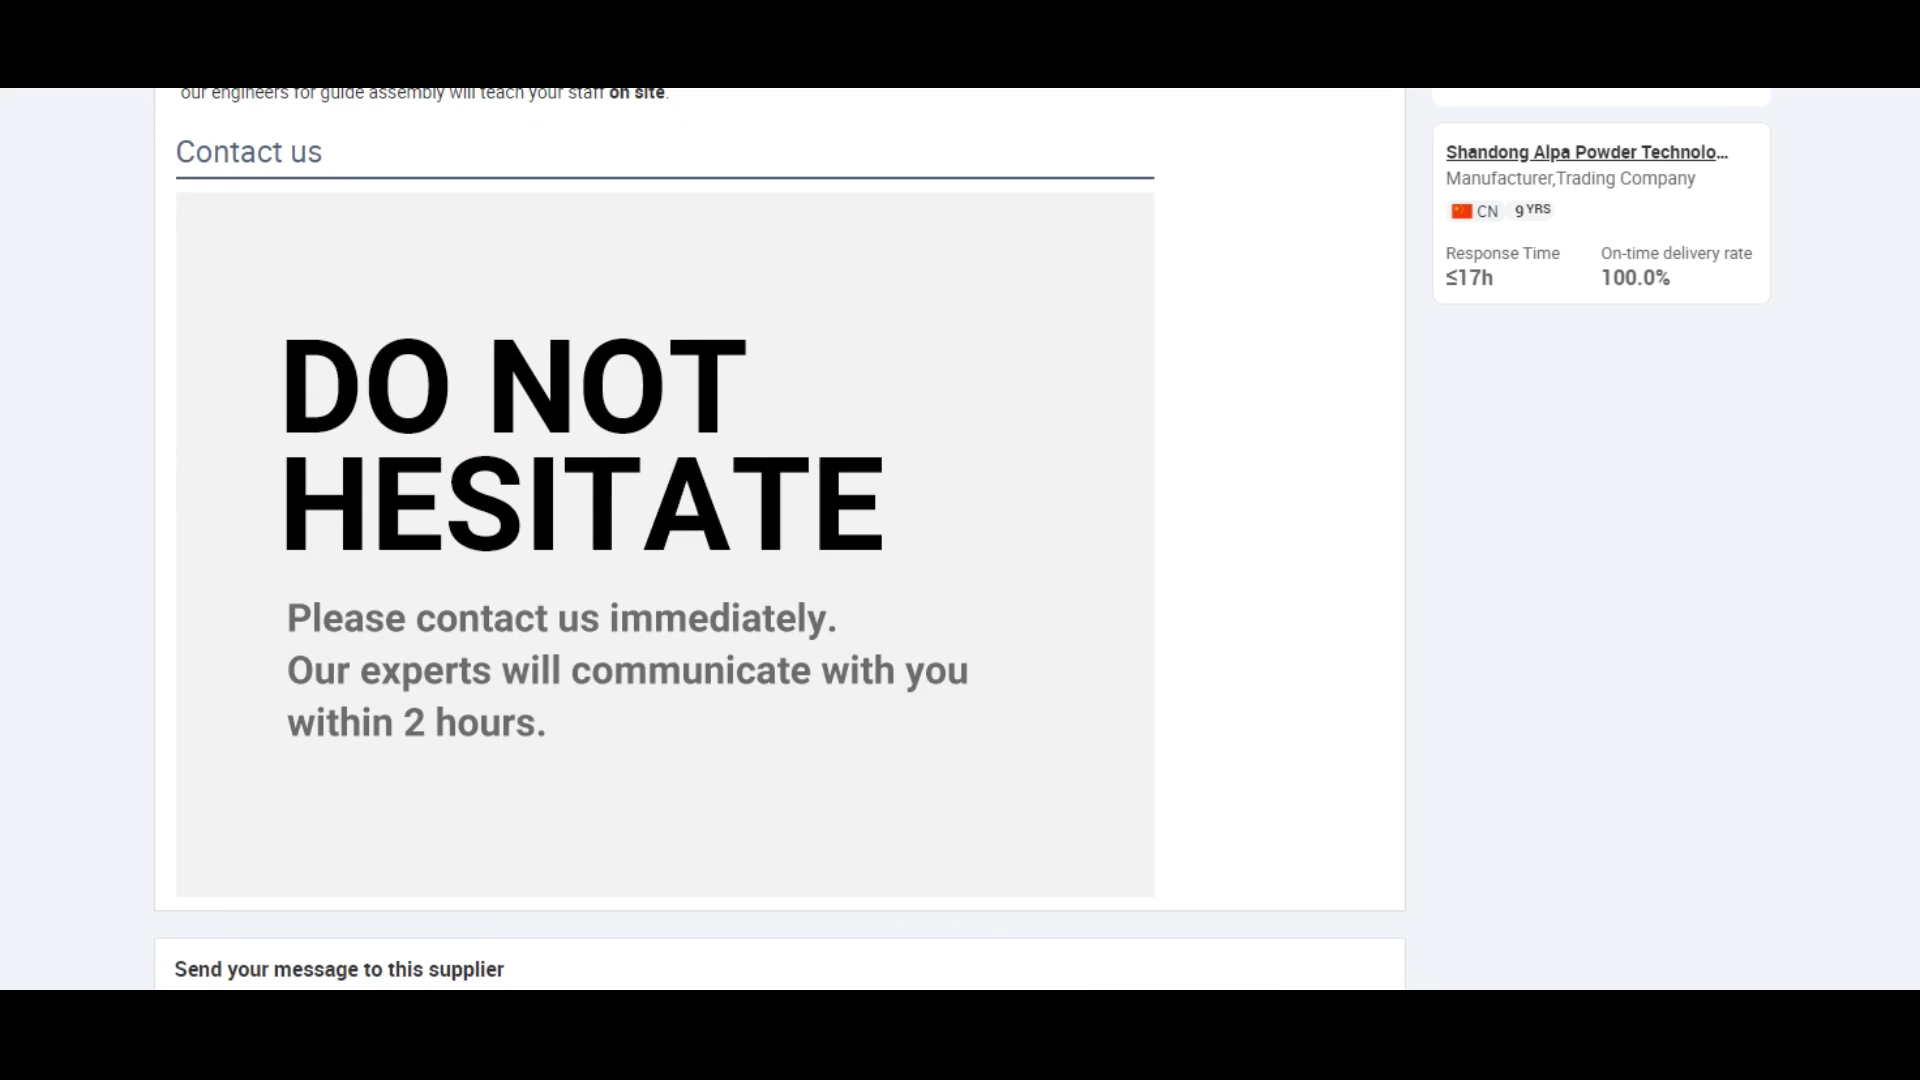 our engineers for guide assembly will teach your staff on site.
Contact us
DO NOT
HESITATE
Please contact us immediately.
Our experts will communicate with you
within 2 hours.
Send your message to this supplier
Shandong Alpa Powder Technolo...
Manufacturer,Trading Company
CN 9 YRS
Response Time On-time delivery rate
≤17h 100.0%